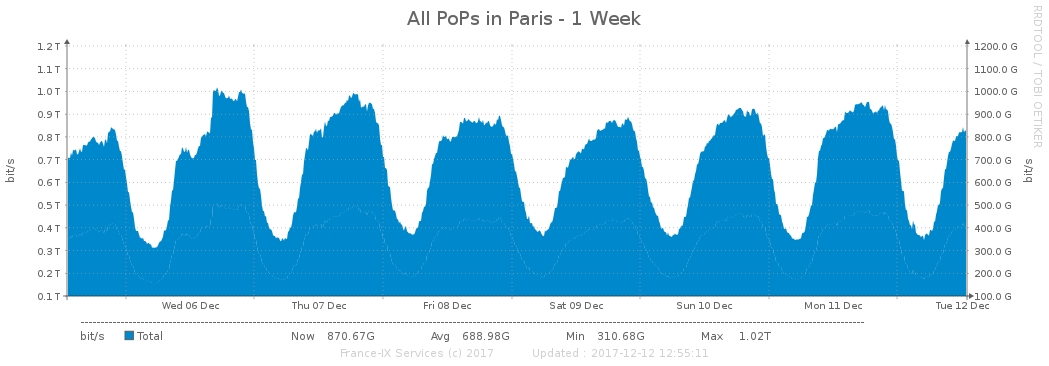 All PoPs in Paris - 1 Week
RRDTOOL / TOBI OETIKER
bit/s
1.2 T
1.1 T
1.0 T
0.9 T
0.8 T
0.7 T
0.6 T
0.5 T
0.4 T
0.3 T
0.2 T
0.1 T
1200.0 G
1100.0 G
1000.0 G
900.0 G
800.0 G
700.0 G
600.0 G
500.0 G
400.0 G
300.0 G
200.0 G
100.0 G
bit/s
Wed 06 Dec Thu 07 Dec Fri 08 Dec Sat 09 Dec Sun 10 Dec Mon 11 Dec Tue 12 Dec
bit/s Total Now 870.67G Avg 688.98G Min 310.68G Max 1.02T
France-IX Services (c) 2017 Updated : 2017-12-12 12:55:11